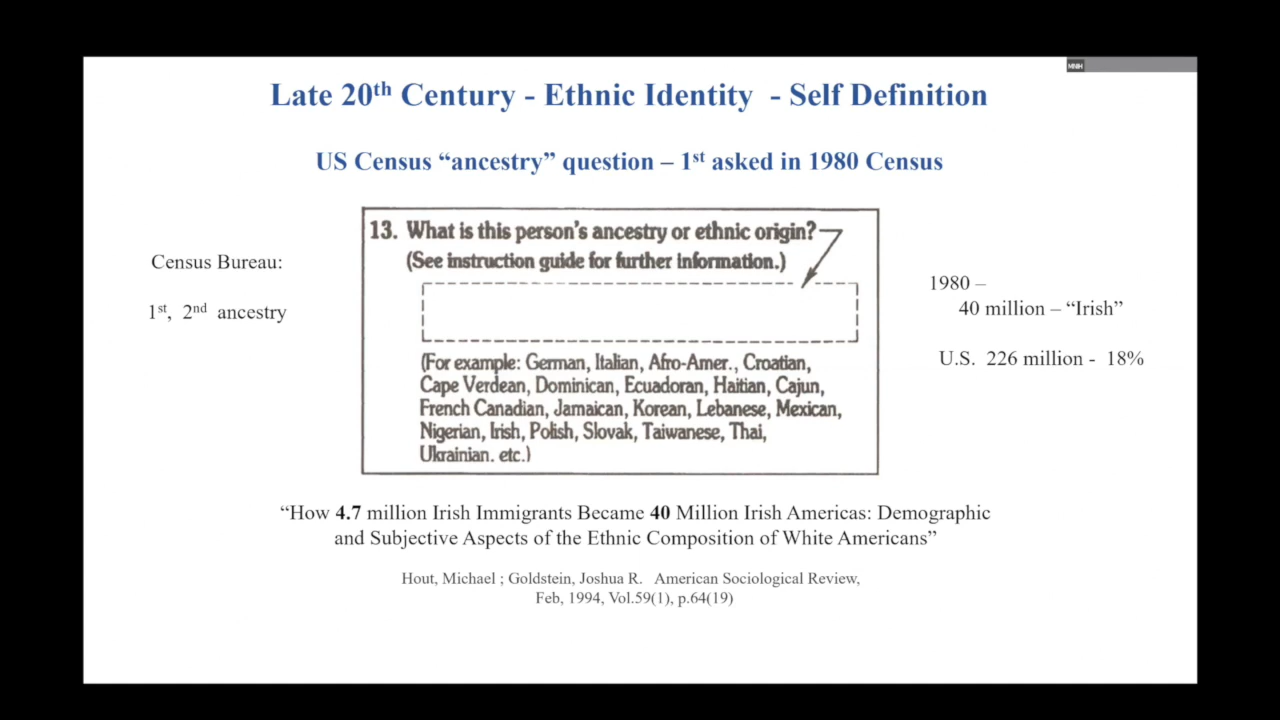 MNIH
Late 20th Century - Ethnic Identity - Self Definition
US Census “ancestry” question – 1st asked in 1980 Census
Census Bureau:
1st, 2nd ancestry
13. What is this person's ancestry or ethnic origin?
(See instruction guide for further information.)
(For example: German, Italian, Afro-Amer., Croatian,
Cape Verdean, Dominican, Ecuadoran, Haitian, Cajun,
French Canadian, Jamaican, Korean, Lebanese, Mexican,
Nigerian, Irish, Polish, Slovak, Taiwanese, Thai,
Ukrainian. etc.)
1980 –
40 million – “Irish”
U.S. 226 million - 18%
“How 4.7 million Irish Immigrants Became 40 Million Irish Americas: Demographic
and Subjective Aspects of the Ethnic Composition of White Americans”
Hout, Michael ; Goldstein, Joshua R. American Sociological Review,
Feb, 1994, Vol.59(1), p.64(19)